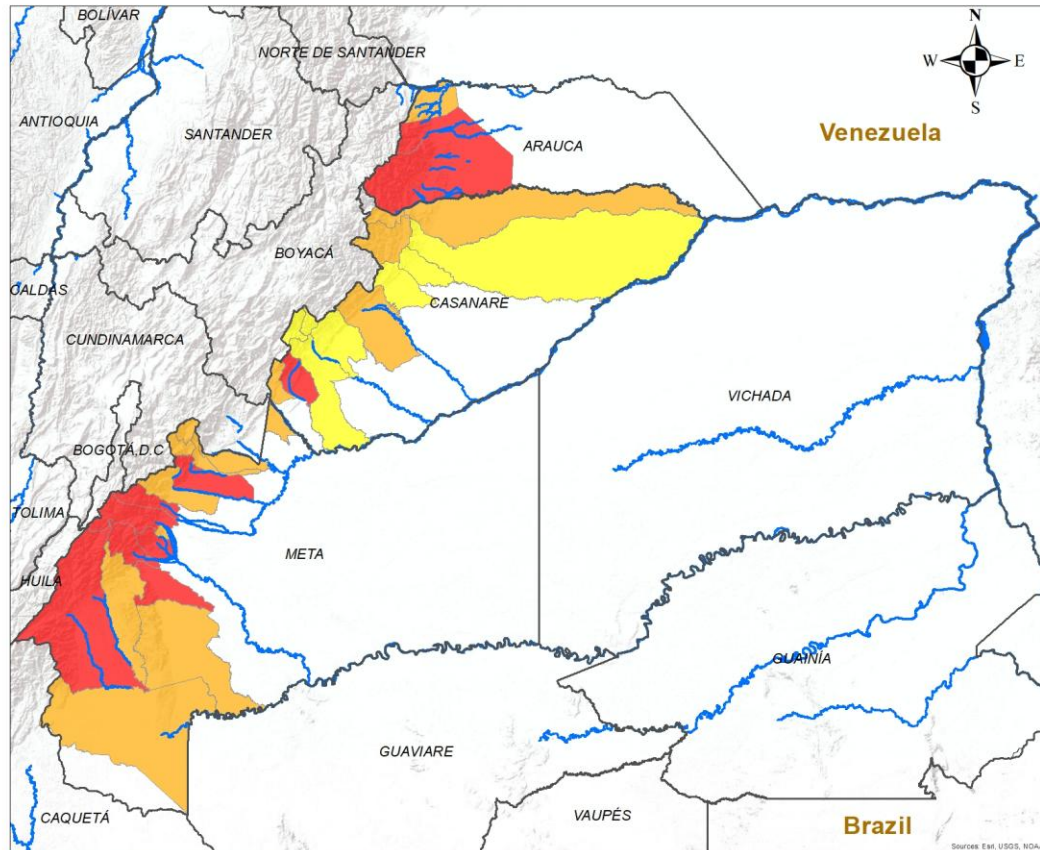 BOLÍVAR
NORTE DE SANTANDER
N
W
E
S
ANTIOQUIA
SANTANDER
Venezuela
ARAUCA
BOYACÁ
CALDAS
CASANARE
CUNDINAMARCA
VICHADA
BOGOTÁ,D.C
TOLIMA
META
HUILA
GUAINÍA
GUAVIARE
CAQUETÁ
VAUPÉS
Brazil
Sources: Esri, USGS, NOAA